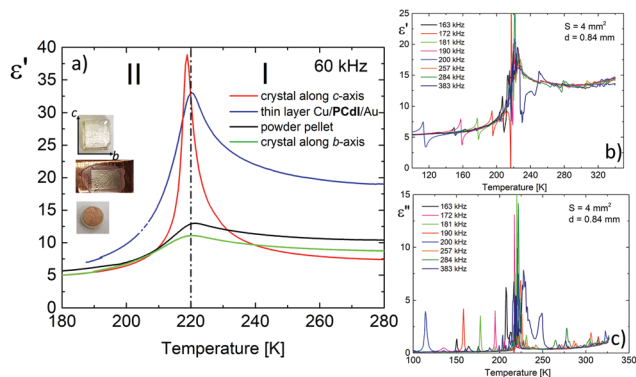 a)
II
I
60 kHz
ε'
40
35
30
25
20
15
10
5
0
crystal along c-axis
thin layer Cu/PCdI/Au
powder pellet
crystal along b-axis
c
b
180 200 220 240 260 280
Temperature [K]
ε'
25
20
15
10
5
0
163 kHz
172 kHz
181 kHz
190 kHz
200 kHz
257 kHz
284 kHz
383 kHz
S = 4 mm²
d = 0.84 mm
b)
100 120 140 160 180 200 220 240 260 280 300 320 340
Temperature [K]
ε"
15
10
5
0
163 kHz
172 kHz
181 kHz
190 kHz
200 kHz
257 kHz
284 kHz
383 kHz
S = 4 mm²
d = 0.84 mm
c)
100 150 200 250 300 350
Temperature [K]